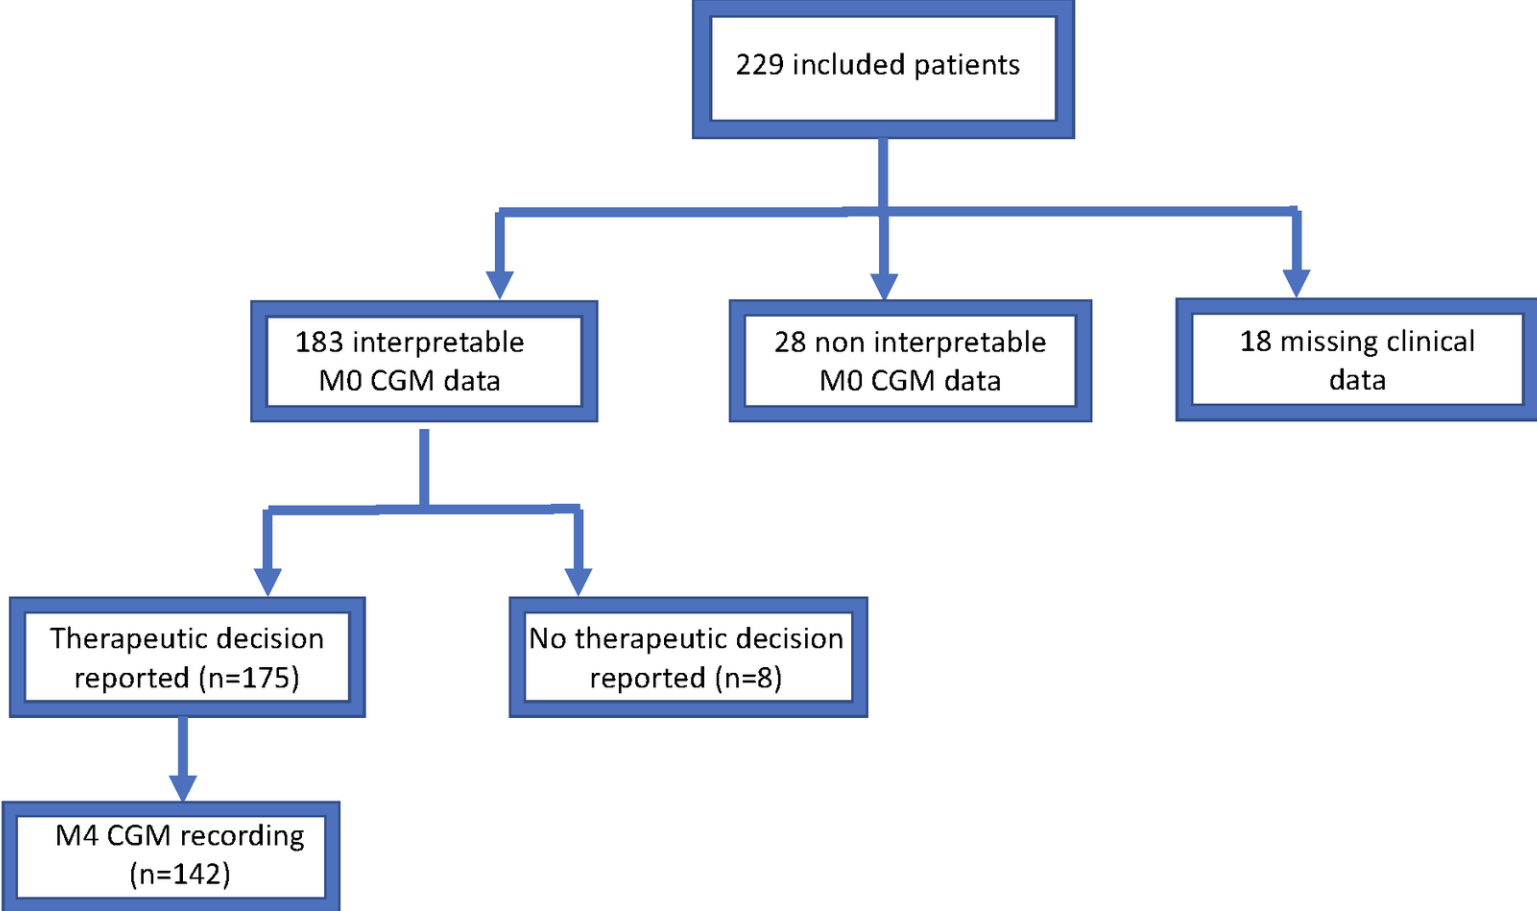 229 included patients
183 interpretable
M0 CGM data
28 non interpretable
M0 CGM data
18 missing clinical
data
Therapeutic decision
reported (n=175)
No therapeutic decision
reported (n=8)
M4 CGM recording
(n=142)